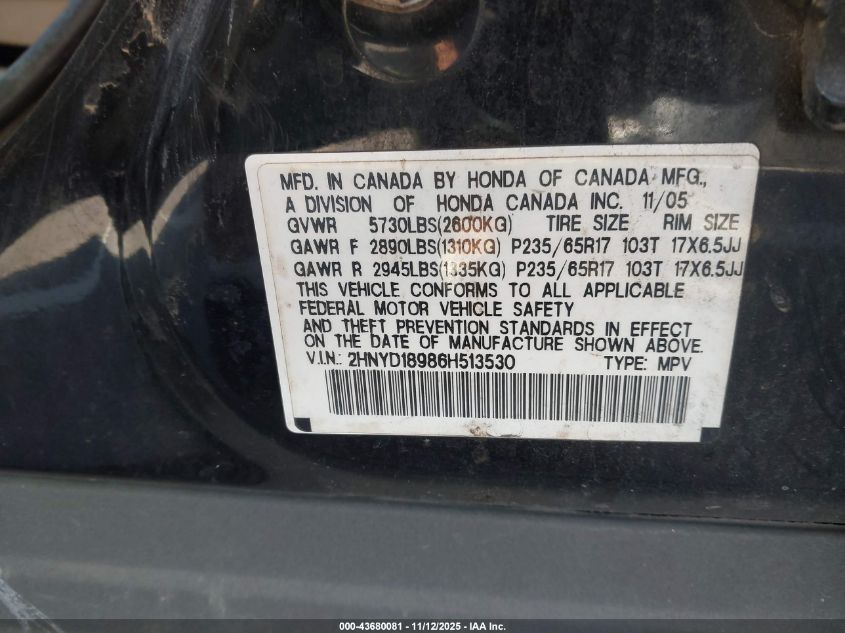 MFD. IN CANADA BY HONDA OF CANADA MFG.,
A DIVISION OF HONDA CANADA INC. 11/05
GVWR 5730LBS(2600KG) TIRE SIZE RIM SIZE
GAWR F 2890LBS(1310KG) P235/65R17 103T 17X6.5JJ
GAWR R 2945LBS(1335KG) P235/65R17 103T 17X6.5JJ
THIS VEHICLE CONFORMS TO ALL APPLICABLE
FEDERAL MOTOR VEHICLE SAFETY
AND THEFT PREVENTION STANDARDS IN EFFECT
ON THE DATE OF MANUFACTURE SHOWN ABOVE.
V.I.N.: 2HNYD18986H513530 TYPE: MPV
000-43680081 - 11/12/2025 - IAA Inc.